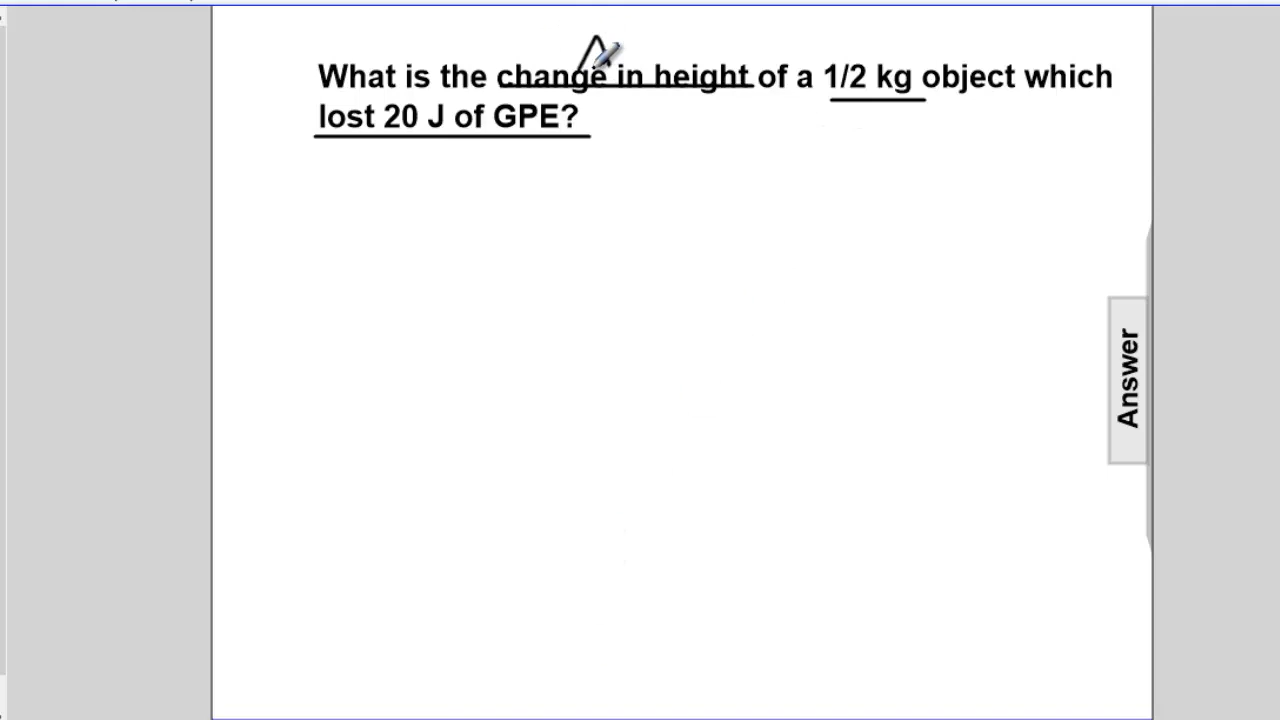 What is the change in height of a 1/2 kg object which
lost 20 J of GPE?
Answer